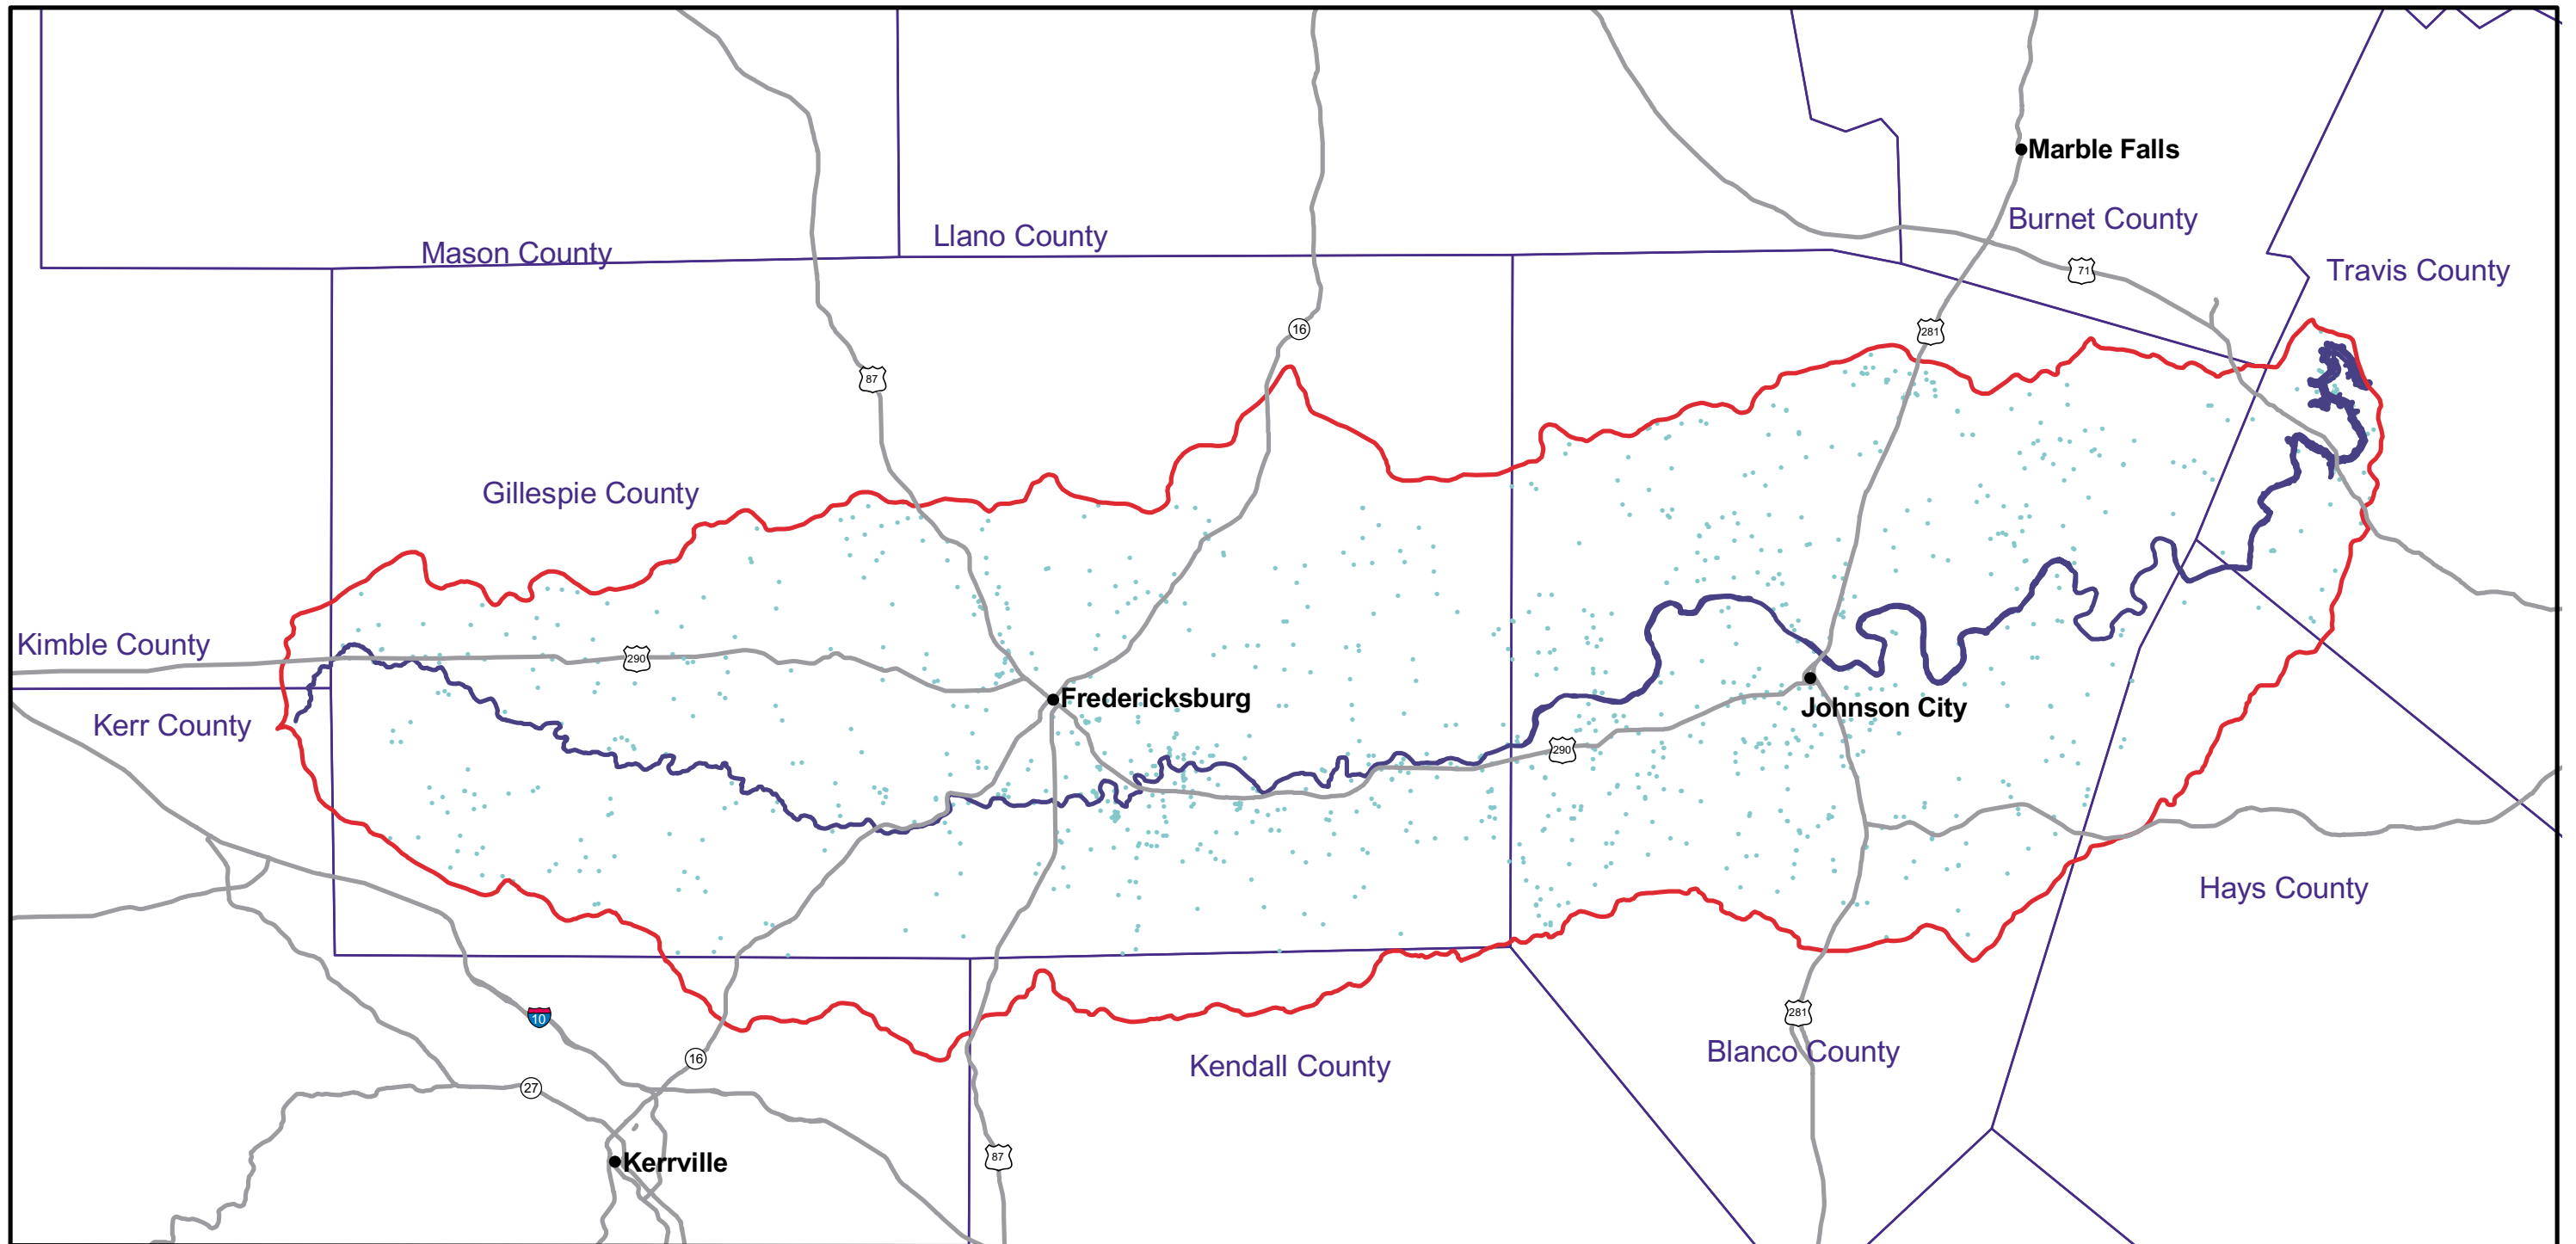 Marble Falls
Burnet County
Llano County
Mason County
71
Travis County
16
281
87
Gillespie County
Kimble County
290
Fredericksburg
Johnson City
Kerr County
290
Hays County
10
281
Blanco County
16
Kendall County
27
87
Kerrville